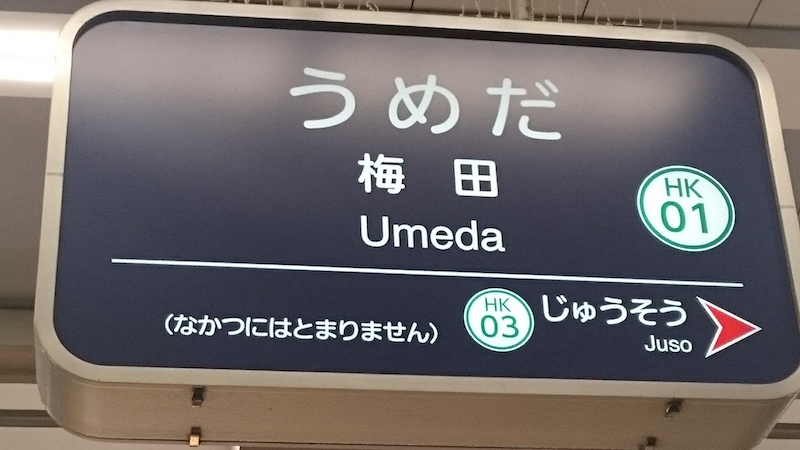 うめだ
梅田
Umeda
HK
01
(なかつにはとまりません)
HK
03
じゅうそう
Juso